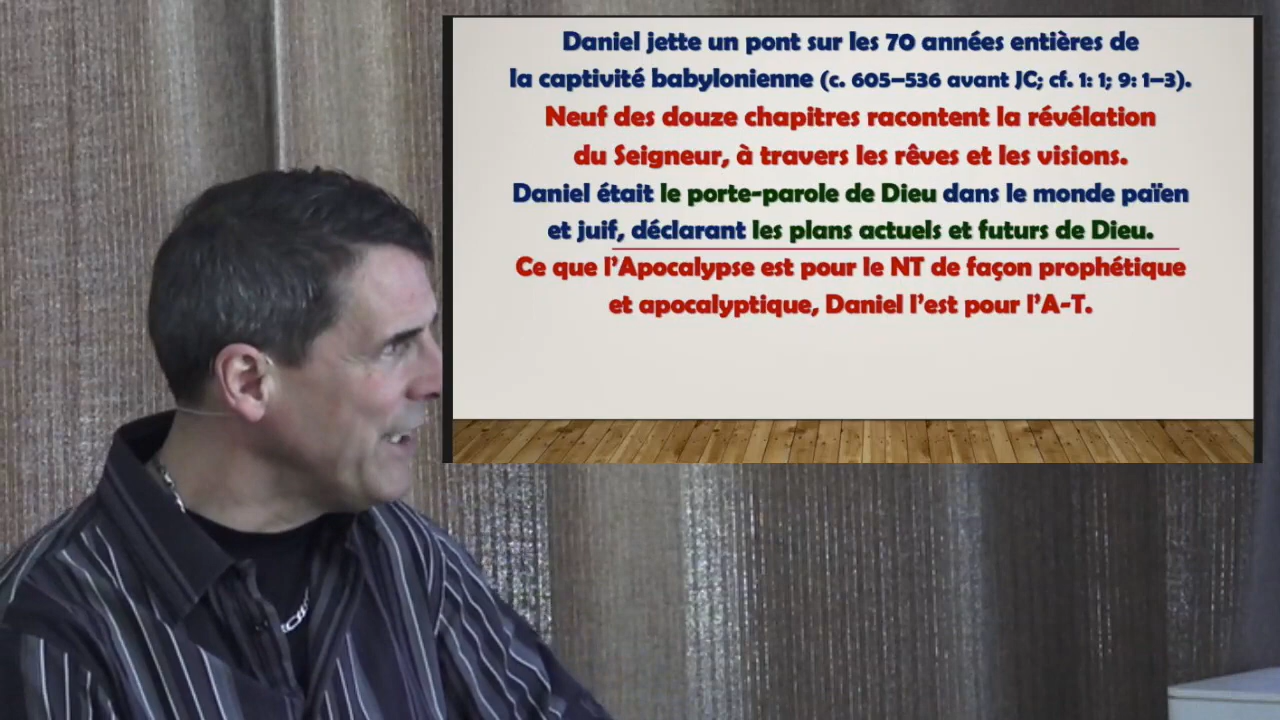 Daniel jette un pont sur les 70 années entières de
la captivité babylonienne (c. 605–536 avant JC; cf. 1: 1; 9: 1–3).
Neuf des douze chapitres racontent la révélation
du Seigneur, à travers les rêves et les visions.
Daniel était le porte-parole de Dieu dans le monde païen
et juif, déclarant les plans actuels et futurs de Dieu.
Ce que l’Apocalypse est pour le NT de façon prophétique
et apocalyptique, Daniel l’est pour l’A-T.